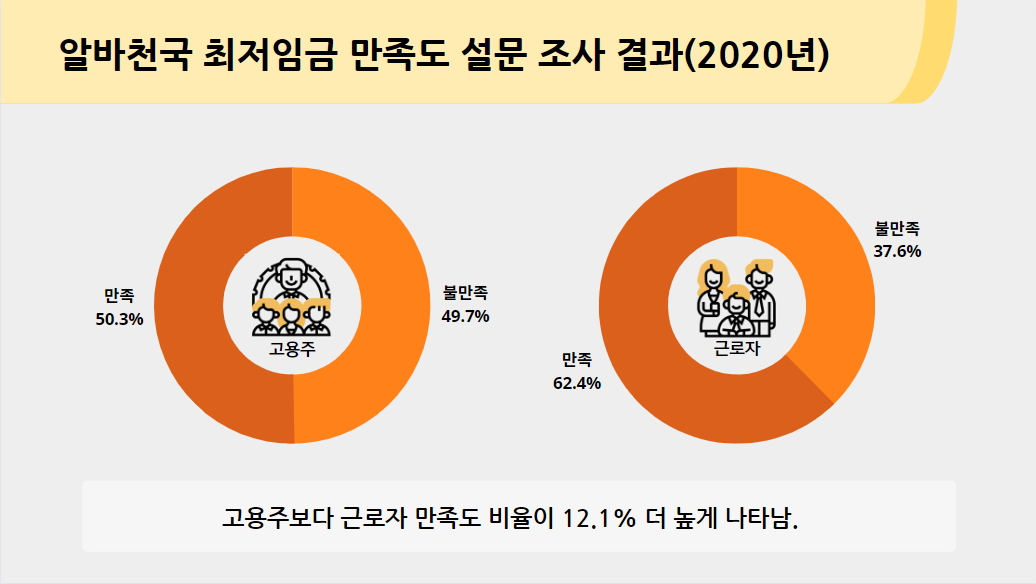 알바천국 최저임금 만족도 설문 조사 결과(2020년)
만족
50.3%
고용주
불만족
49.7%
만족
62.4%
근로자
불만족
37.6%
고용주보다 근로자 만족도 비율이 12.1% 더 높게 나타남.